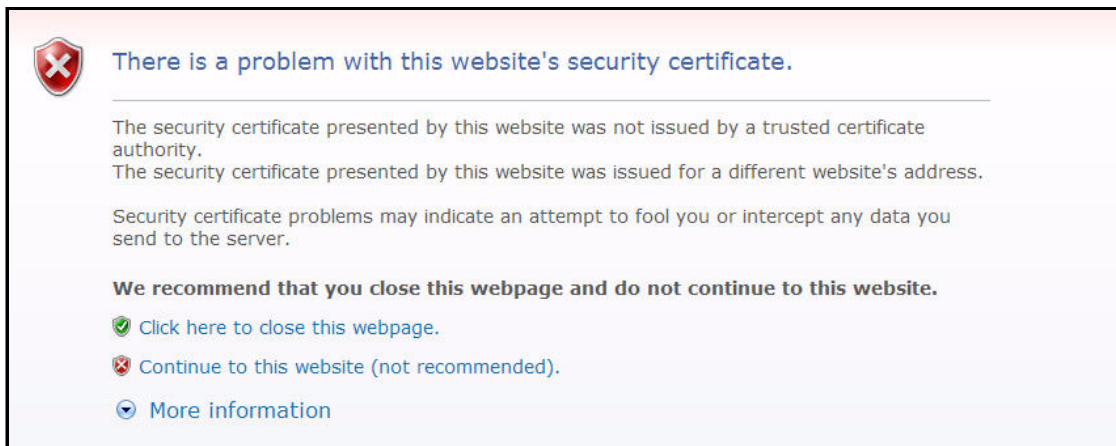 There is a problem with this website's security certificate.
The security certificate presented by this website was not issued by a trusted certificate
authority.
The security certificate presented by this website was issued for a different website's address.
Security certificate problems may indicate an attempt to fool you or intercept any data you
send to the server.
We recommend that you close this webpage and do not continue to this website.
Click here to close this webpage.
Continue to this website (not recommended).
More information